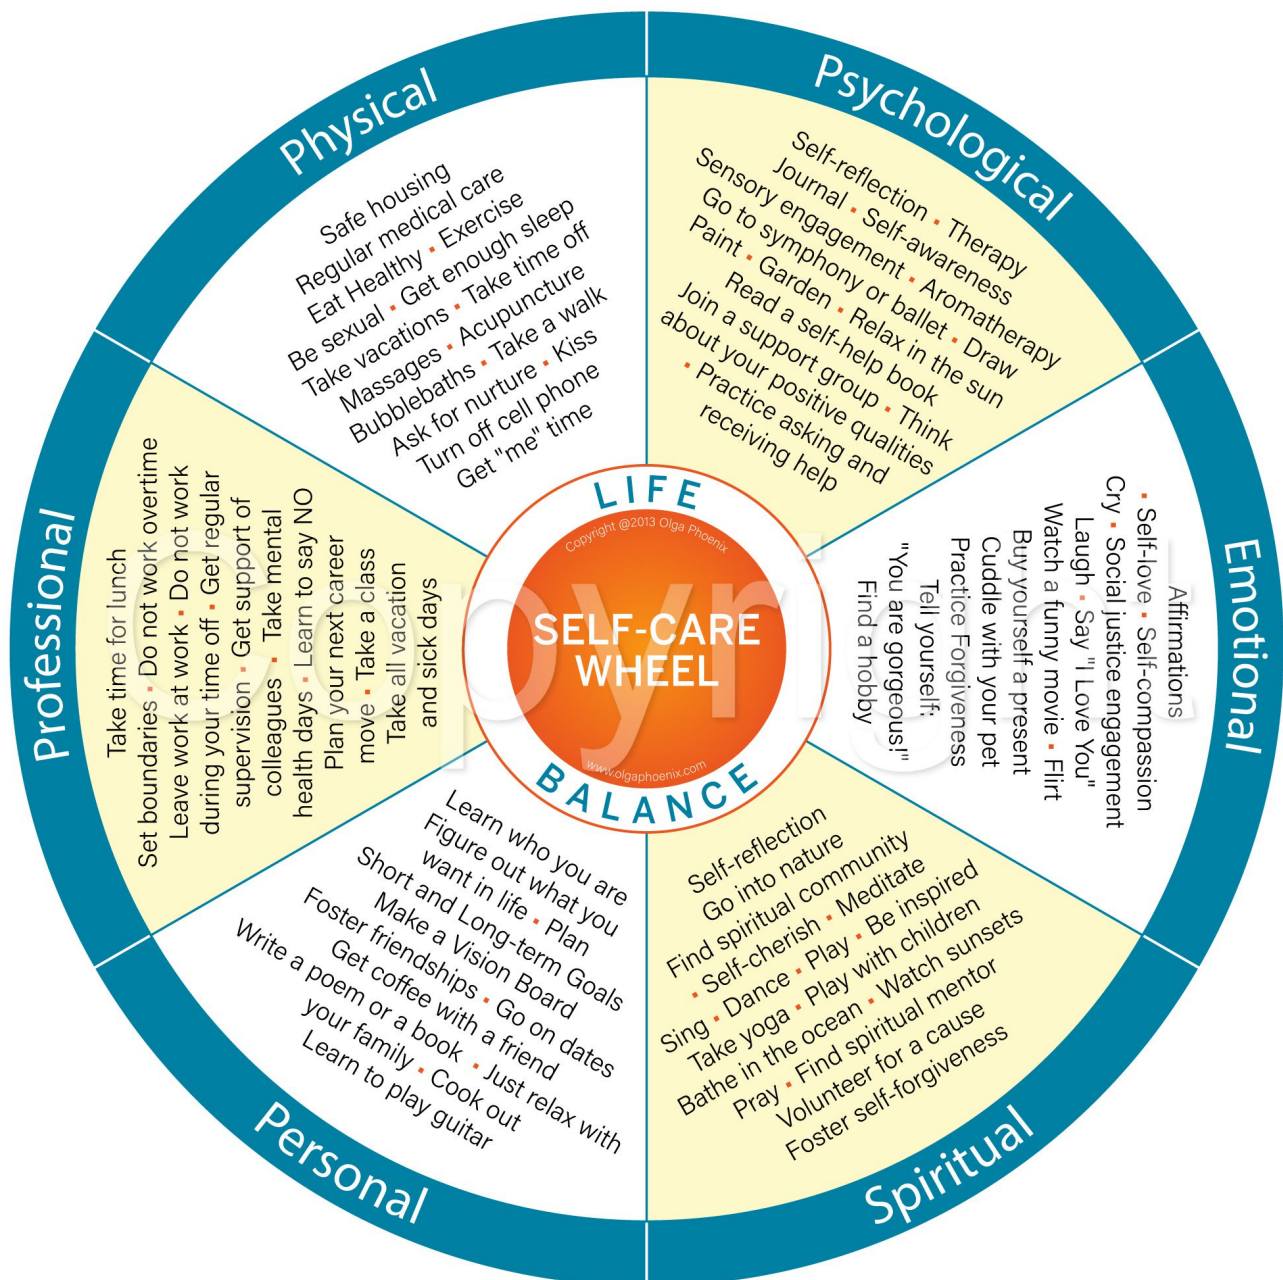 Physical
Safe housing
Regular medical care
Eat Healthy ▪ Exercise
Be sexual ▪ Get enough sleep
Take vacations ▪ Take time off
Massages ▪ Acupuncture
Bubblebaths ▪ Take a walk
Ask for nurture ▪ Kiss
Turn off cell phone
Get "me" time
Psychological
Self-reflection ▪ Therapy
Journal ▪ Self-awareness
Sensory engagement ▪ Aromatherapy
Go to symphony or ballet ▪ Draw
Paint ▪ Garden ▪ Relax in the sun
Read a self-help book
Join a support group ▪ Think
about your positive qualities
▪ Practice asking and
receiving help
Emotional
Affirmations
▪ Self-love ▪ Self-compassion
Cry ▪ Social justice engagement
Laugh ▪ Say "I Love You"
Watch a funny movie ▪ Flirt
Buy yourself a present
Cuddle with your pet
Practice Forgiveness
Tell yourself:
"You are gorgeous!"
Find a hobby
Spiritual
Self-reflection
Go into nature
Find spiritual community
▪ Self-cherish ▪ Meditate
Sing ▪ Dance ▪ Play ▪ Be inspired
Take yoga ▪ Play with children
Bathe in the ocean ▪ Watch sunsets
Pray ▪ Find spiritual mentor
Volunteer for a cause
Foster self-forgiveness
Personal
Learn who you are
Figure out what you
want in life ▪ Plan
Short and Long-term Goals
Make a Vision Board
Foster friendships ▪ Go on dates
Get coffee with a friend
Write a poem or a book ▪ Just relax with
your family ▪ Cook out
Learn to play guitar
Professional
Take time for lunch
Set boundaries ▪ Do not work overtime
Leave work at work ▪ Do not work
during your time off ▪ Get regular
supervision ▪ Get support of
colleagues ▪ Take mental
health days ▪ Learn to say NO
Plan your next career
move ▪ Take a class
Take all vacation
and sick days
LIFE
Copyright @2013 Olga Phoenix
SELF-CARE
WHEEL
www.olgaphoenix.com
BALANCE
Copyright